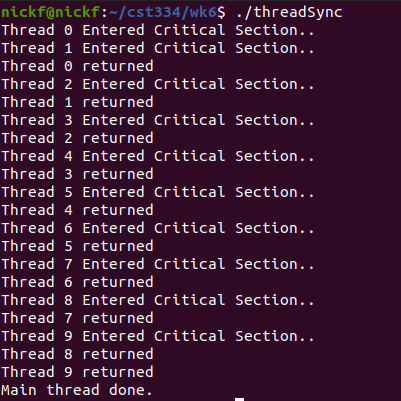 nickf@nickf:~/cst334/wk6$ ./threadSync
Thread 0 Entered Critical Section..
Thread 1 Entered Critical Section..
Thread 0 returned
Thread 2 Entered Critical Section..
Thread 1 returned
Thread 3 Entered Critical Section..
Thread 2 returned
Thread 4 Entered Critical Section..
Thread 3 returned
Thread 5 Entered Critical Section..
Thread 4 returned
Thread 6 Entered Critical Section..
Thread 5 returned
Thread 7 Entered Critical Section..
Thread 6 returned
Thread 8 Entered Critical Section..
Thread 7 returned
Thread 9 Entered Critical Section..
Thread 8 returned
Thread 9 returned
Main thread done.